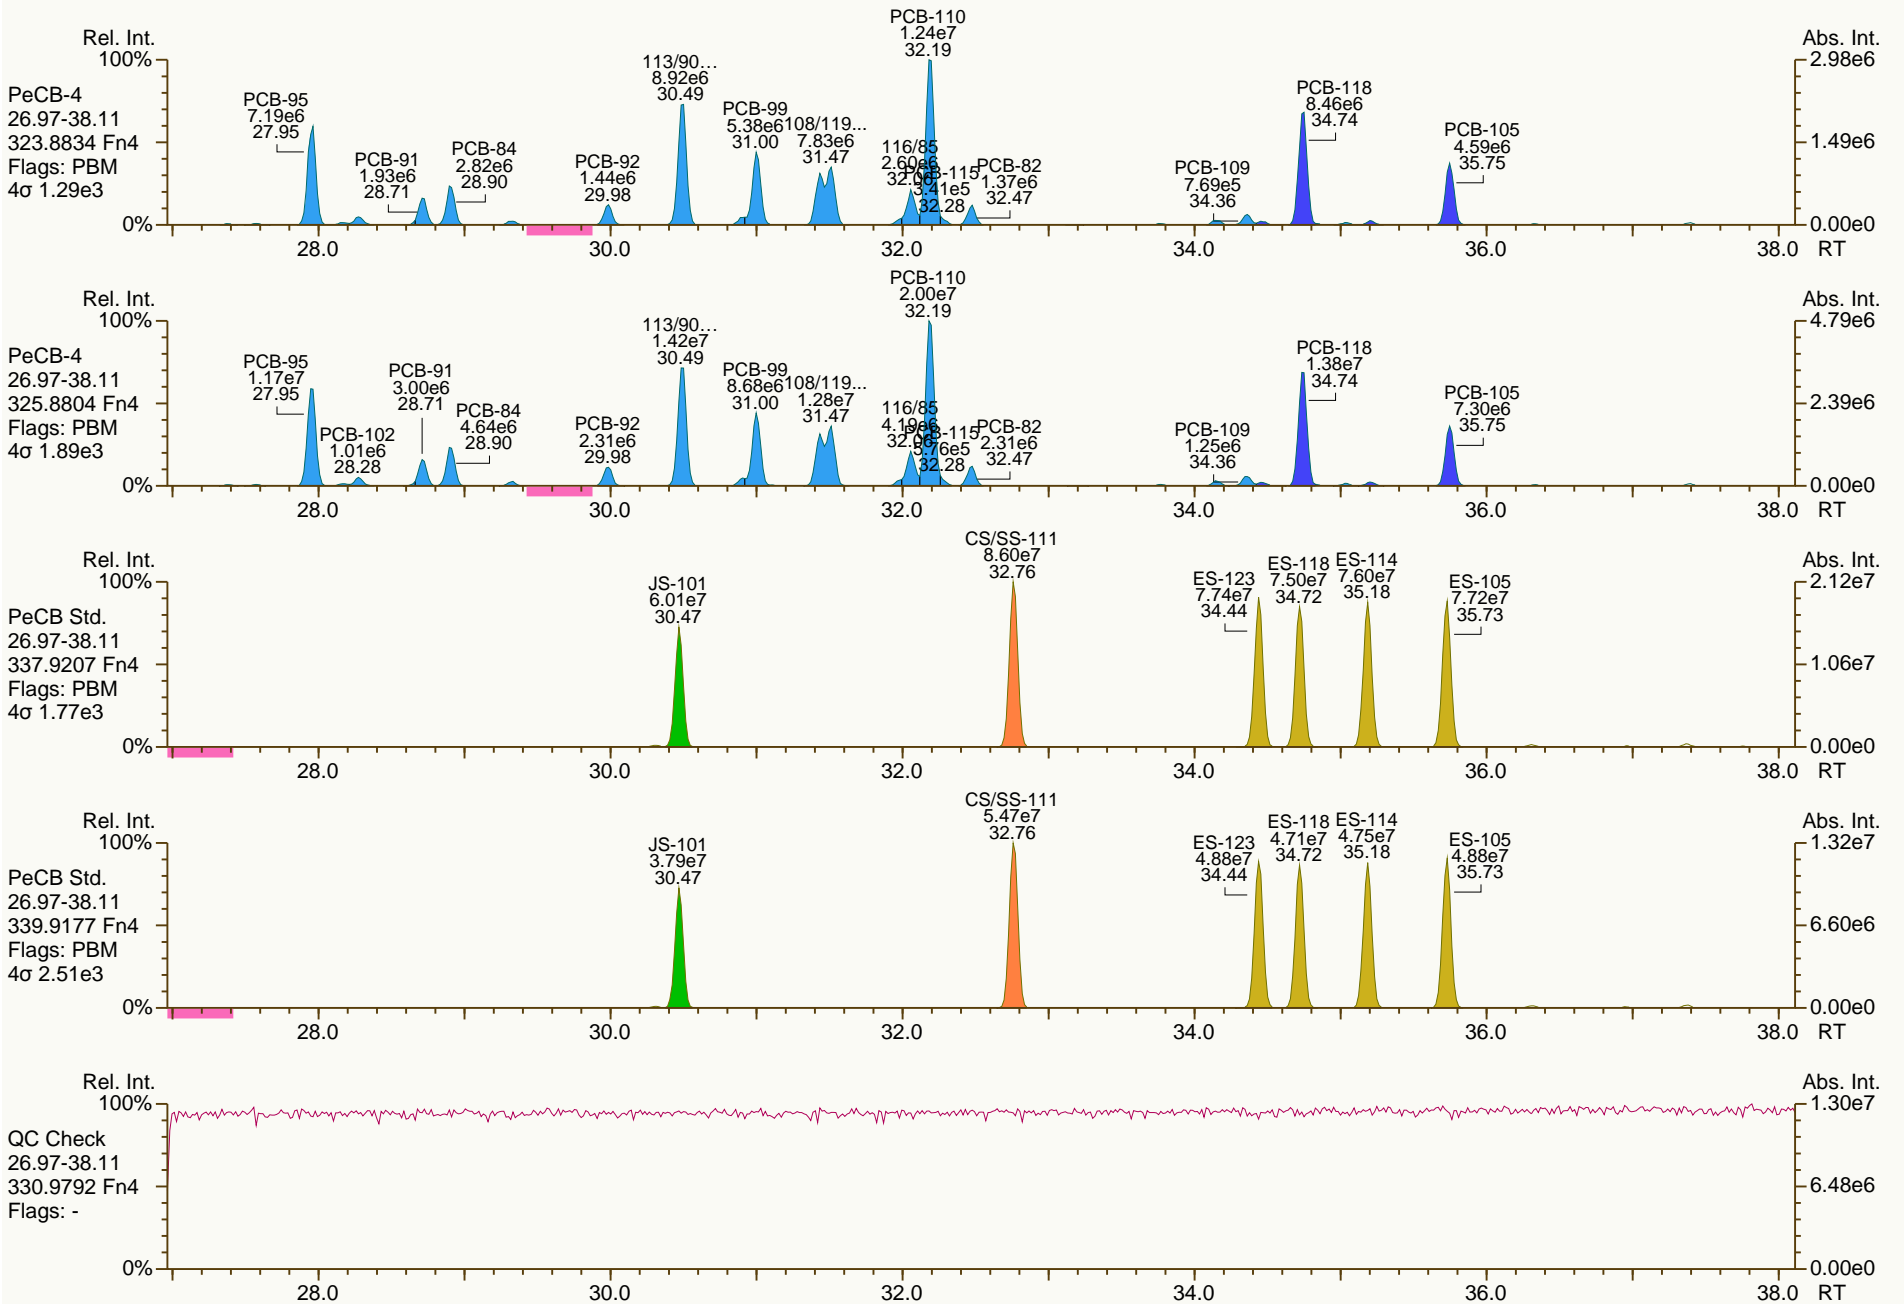 Rel. Int.
100%
0%
PeCB-4
26.97-38.11
323.8834 Fn4
Flags: PBM
4σ 1.29e3
PCB-95
7.19e6
27.95
PCB-91
1.93e6
28.71
PCB-84
2.82e6
28.90
PCB-92
1.44e6
29.98
113/90...
8.92e6
30.49
PCB-99
5.38e6
31.00
108/119...
7.83e6
31.47
116/85
2.60e6
32.06
PCB-110
1.24e7
32.19
PCB-115
3.41e5
32.28
PCB-82
1.37e6
32.47
PCB-109
7.69e5
34.36
PCB-118
8.46e6
34.74
PCB-105
4.59e6
35.75
Abs. Int.
2.98e6
1.49e6
0.00e0
28.0 30.0 32.0 34.0 36.0 38.0 RT
Rel. Int.
100%
0%
PeCB-4
26.97-38.11
325.8804 Fn4
Flags: PBM
4σ 1.89e3
PCB-95
1.17e7
27.95
PCB-102
1.01e6
28.28
PCB-91
3.00e6
28.71
PCB-84
4.64e6
28.90
PCB-92
2.31e6
29.98
113/90...
1.42e7
30.49
PCB-99
8.68e6
31.00
108/119...
1.28e7
31.47
116/85
4.19e6
32.06
PCB-110
2.00e7
32.19
PCB-115
5.76e5
32.28
PCB-82
2.31e6
32.47
PCB-109
1.25e6
34.36
PCB-118
1.38e7
34.74
PCB-105
7.30e6
35.75
Abs. Int.
4.79e6
2.39e6
0.00e0
28.0 30.0 32.0 34.0 36.0 38.0 RT
Rel. Int.
100%
0%
PeCB Std.
26.97-38.11
337.9207 Fn4
Flags: PBM
4σ 1.77e3
JS-101
6.01e7
30.47
CS/SS-111
8.60e7
32.76
ES-123
7.74e7
34.44
ES-118
7.50e7
34.72
ES-114
7.60e7
35.18
ES-105
7.72e7
35.73
Abs. Int.
2.12e7
1.06e7
0.00e0
28.0 30.0 32.0 34.0 36.0 38.0 RT
Rel. Int.
100%
0%
PeCB Std.
26.97-38.11
339.9177 Fn4
Flags: PBM
4σ 2.51e3
JS-101
3.79e7
30.47
CS/SS-111
5.47e7
32.76
ES-123
4.88e7
34.44
ES-118
4.71e7
34.72
ES-114
4.75e7
35.18
ES-105
4.88e7
35.73
Abs. Int.
1.32e7
6.60e6
0.00e0
28.0 30.0 32.0 34.0 36.0 38.0 RT
Rel. Int.
100%
0%
QC Check
26.97-38.11
330.9792 Fn4
Flags: -
Abs. Int.
1.30e7
6.48e6
0.00e0
28.0 30.0 32.0 34.0 36.0 38.0 RT